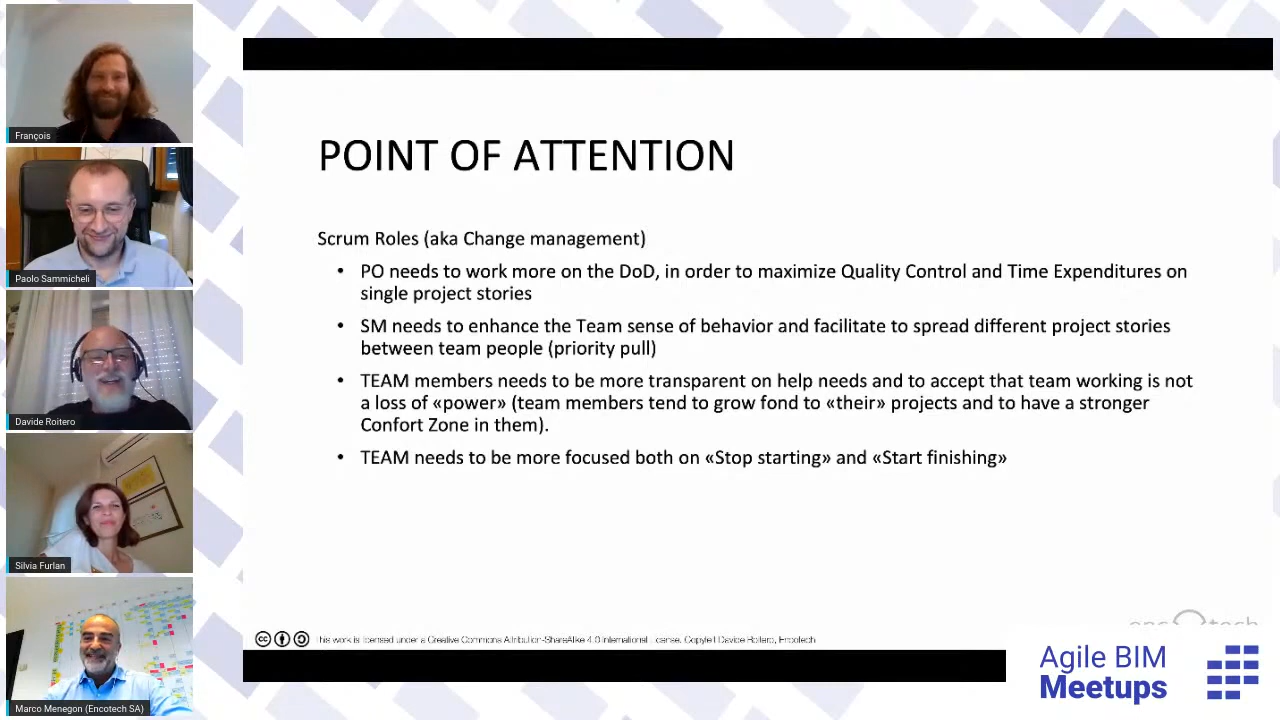 François
Paolo Sammicheli
Davide Roitero
Silvia Furlan
Marco Menegon (Encotech SA)
POINT OF ATTENTION
Scrum Roles (aka Change management)
• PO needs to work more on the DoD, in order to maximize Quality Control and Time Expenditures on
single project stories
• SM needs to enhance the Team sense of behavior and facilitate to spread different project stories
between team people (priority pull)
• TEAM members needs to be more transparent on help needs and to accept that team working is not
a loss of «power» (team members tend to grow fond to «their» projects and to have a stronger
Confort Zone in them).
• TEAM needs to be more focused both on «Stop starting» and «Start finishing»
This work is licensed under a Creative Commons Attribution-ShareAlike 4.0 International License. Copyleft Davide Roitero, Encotech
Agile BIM
Meetups